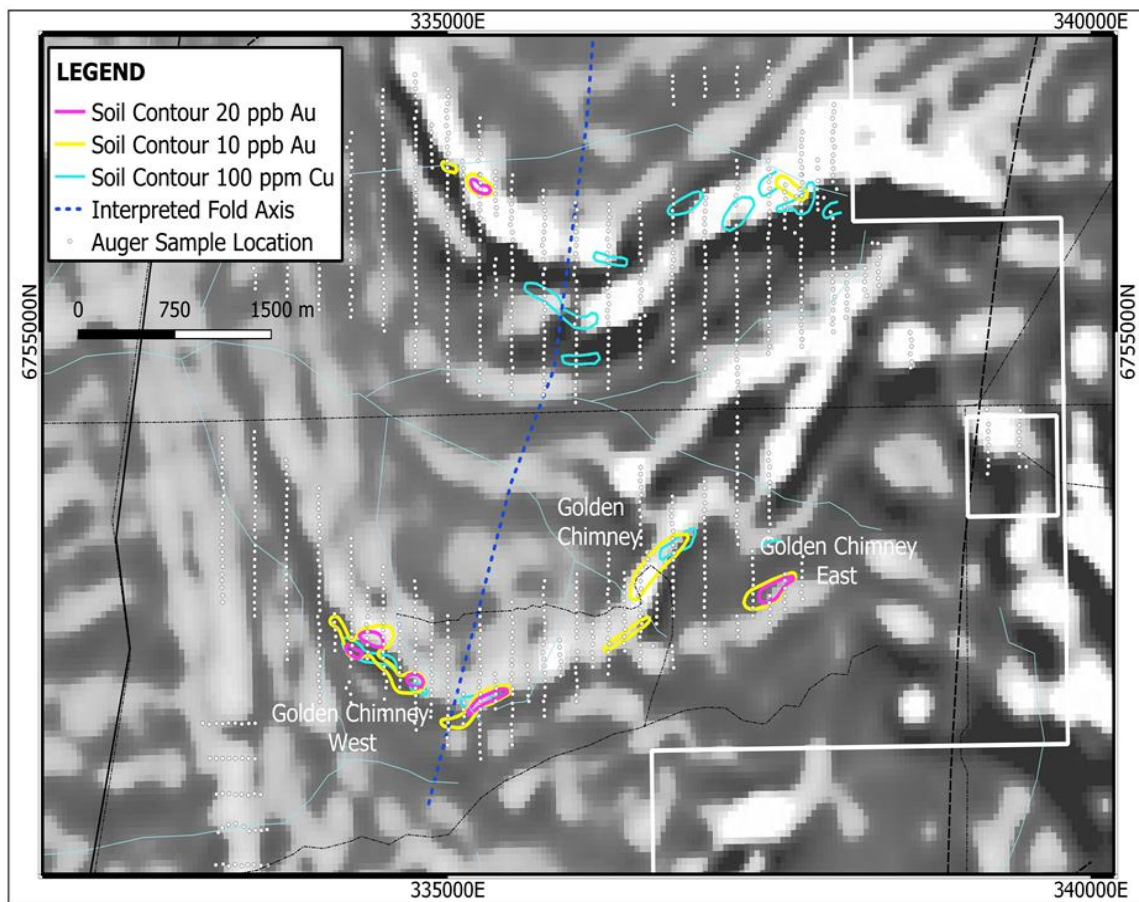 335000E
340000E
LEGEND
Soil Contour 20 ppb Au
Soil Contour 10 ppb Au
Soil Contour 100 ppm Cu
Interpreted Fold Axis
Auger Sample Location
0 750 1500 m
6755000N
6755000N
Golden
Chimney
Golden Chimney
East
Golden Chimney
West
335000E
340000E